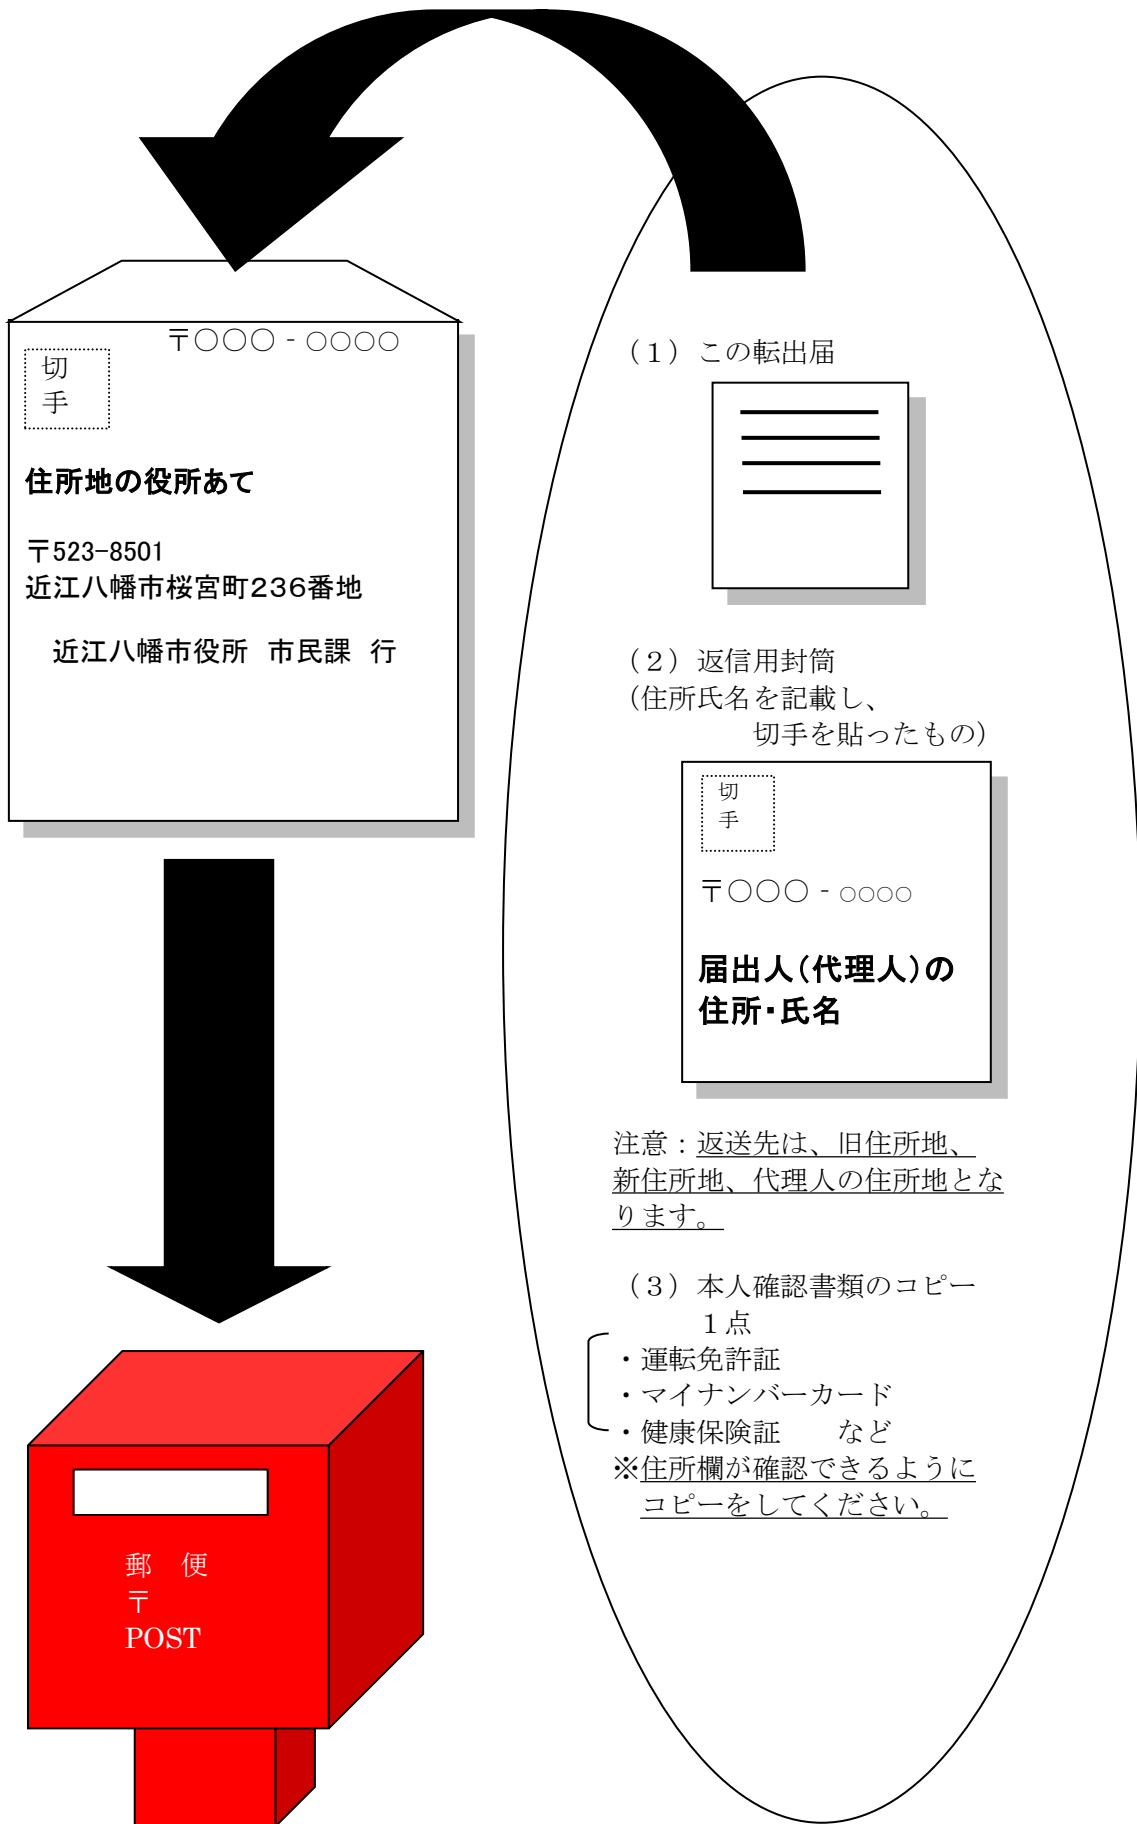 〒○○○‐○○○○
切
手
住所地の役所あて
〒523-8501
近江八幡市桜宮町236番地
近江八幡市役所 市民課 行
郵 便
〒
POST
(1)この転出届
(2)返信用封筒
(住所氏名を記載し、
切手を貼ったもの)
切
手
〒○○○‐○○○○
届出人(代理人)の
住所・氏名
注意:返送先は、旧住所地、
新住所地、代理人の住所地とな
ります。
(3)本人確認書類のコピー
1点
・運転免許証
・マイナンバーカード
・健康保険証 など
※住所欄が確認できるように
コピーをしてください。